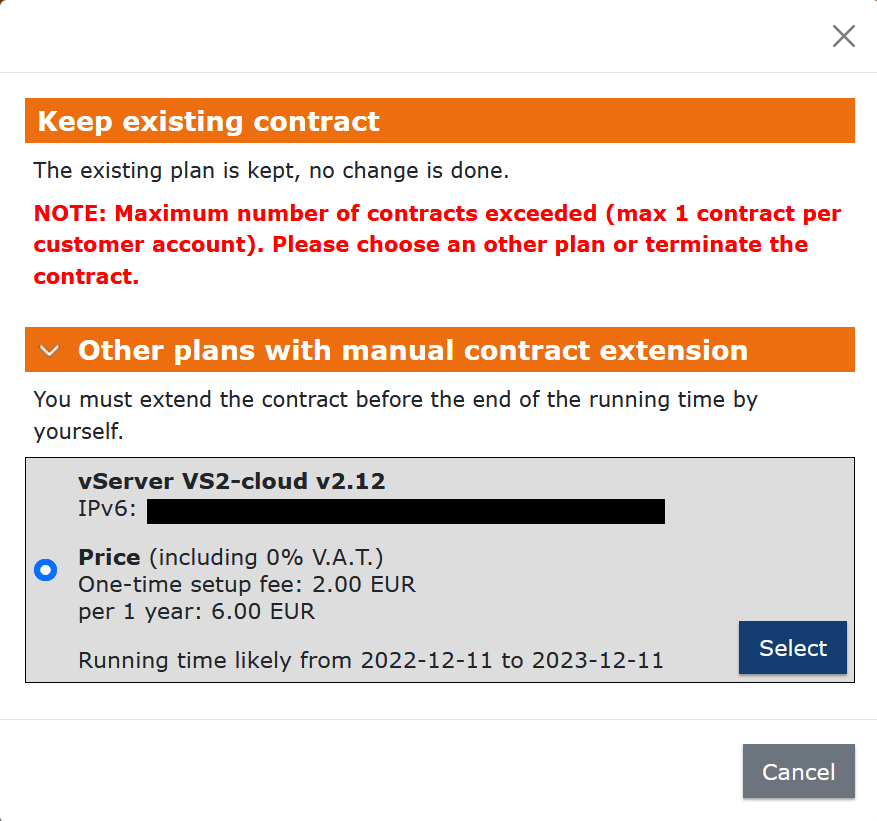 Keep existing contract
The existing plan is kept, no change is done.
NOTE: Maximum number of contracts exceeded (max 1 contract per
customer account). Please choose an other plan or terminate the
contract.
Other plans with manual contract extension
You must extend the contract before the end of the running time by
yourself.
vServer VS2-cloud v2.12
IPv6:
Price (including 0% V.A.T.)
One-time setup fee: 2.00 EUR
per 1 year: 6.00 EUR
Running time likely from 2022-12-11 to 2023-12-11
Select
Cancel